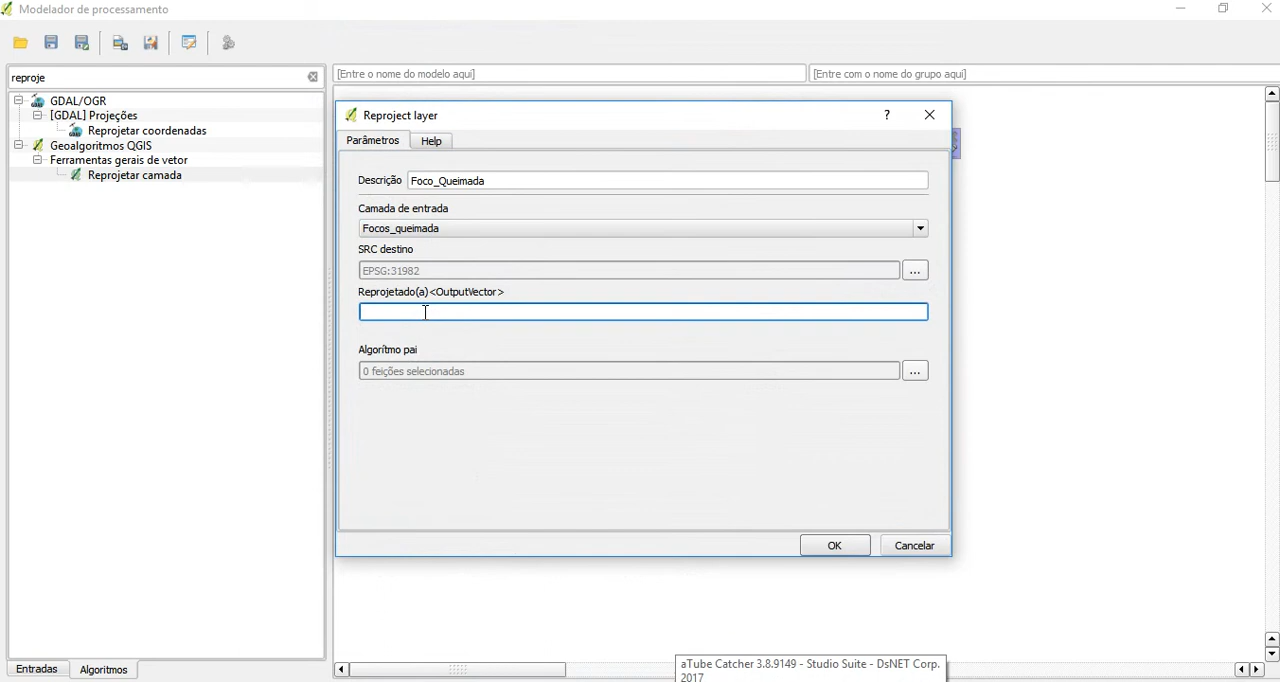 Modelador de processamento
reproje
[Entre o nome do modelo aqui]
[Entre com o nome do grupo aqui]
GDAL/OGR
[GDAL] Projeções
Reprojetar coordenadas
Geoalgoritmos QGIS
Ferramentas gerais de vetor
Reprojetar camada
Reproject layer
?
Parâmetros
Help
Descrição
Foco_Queimada
Camada de entrada
Focos_queimada
SRC destino
EPSG:31982
...
Reprojetado(a)<OutputVector>
Algorítmo pai
0 feições selecionadas
...
OK
Cancelar
Entradas
Algoritmos
aTube Catcher 3.8.9149 - Studio Suite - DsNET Corp.
2017